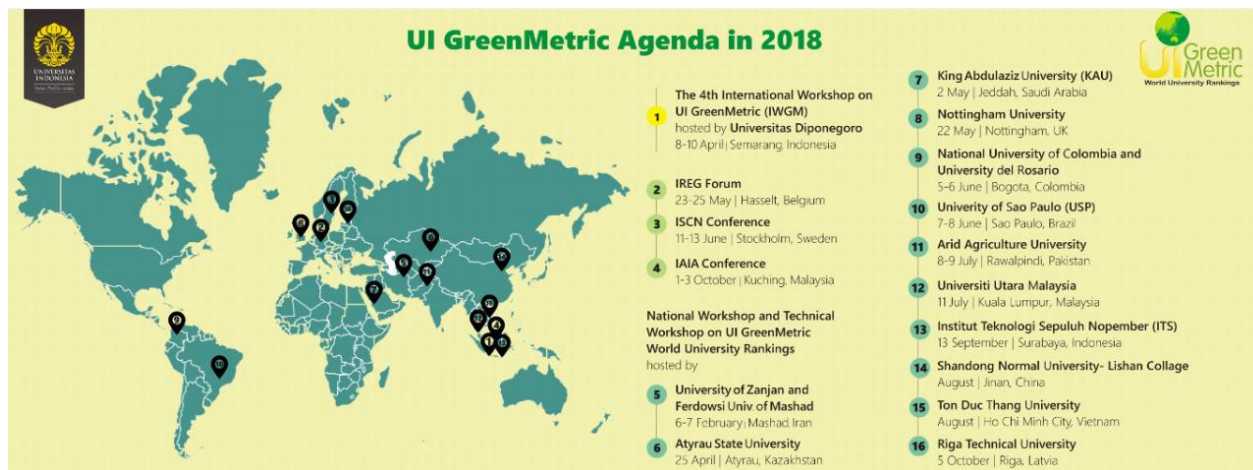 UNIVERSITAS
INDONESIA
UI GreenMetric Agenda in 2018
UI Green
Metric
World University Rankings
1 The 4th International Workshop on
UI GreenMetric (IWGM)
hosted by Universitas Diponegoro
8-10 April | Semarang, Indonesia
2 IREG Forum
23-25 May | Hasselt, Belgium
3 ISCN Conference
11-13 June | Stockholm, Sweden
4 IAIA Conference
1-3 October | Kuching, Malaysia
National Workshop and Technical
Workshop on UI GreenMetric
World University Rankings
hosted by
5 University of Zanjan and
Ferdowsi Univ. of Mashad
6-7 February | Mashad, Iran
6 Atyrau State University
25 April | Atyrau, Kazakhstan
7 King Abdulaziz University (KAU)
2 May | Jeddah, Saudi Arabia
8 Nottingham University
22 May | Nottingham, UK
9 National University of Colombia and
University del Rosario
5-6 June | Bogota, Colombia
10 Univerity of Sao Paulo (USP)
7-8 June | Sao Paulo, Brazil
11 Arid Agriculture University
8-9 July | Rawalpindi, Pakistan
12 Universiti Utara Malaysia
11 July | Kuala Lumpur, Malaysia
13 Institut Teknologi Sepuluh Nopember (ITS)
13 September | Surabaya, Indonesia
14 Shandong Normal University- Lishan Collage
August | Jinan, China
15 Ton Duc Thang University
August | Ho Chi Minh City, Vietnam
16 Riga Technical University
5 October | Riga, Latvia